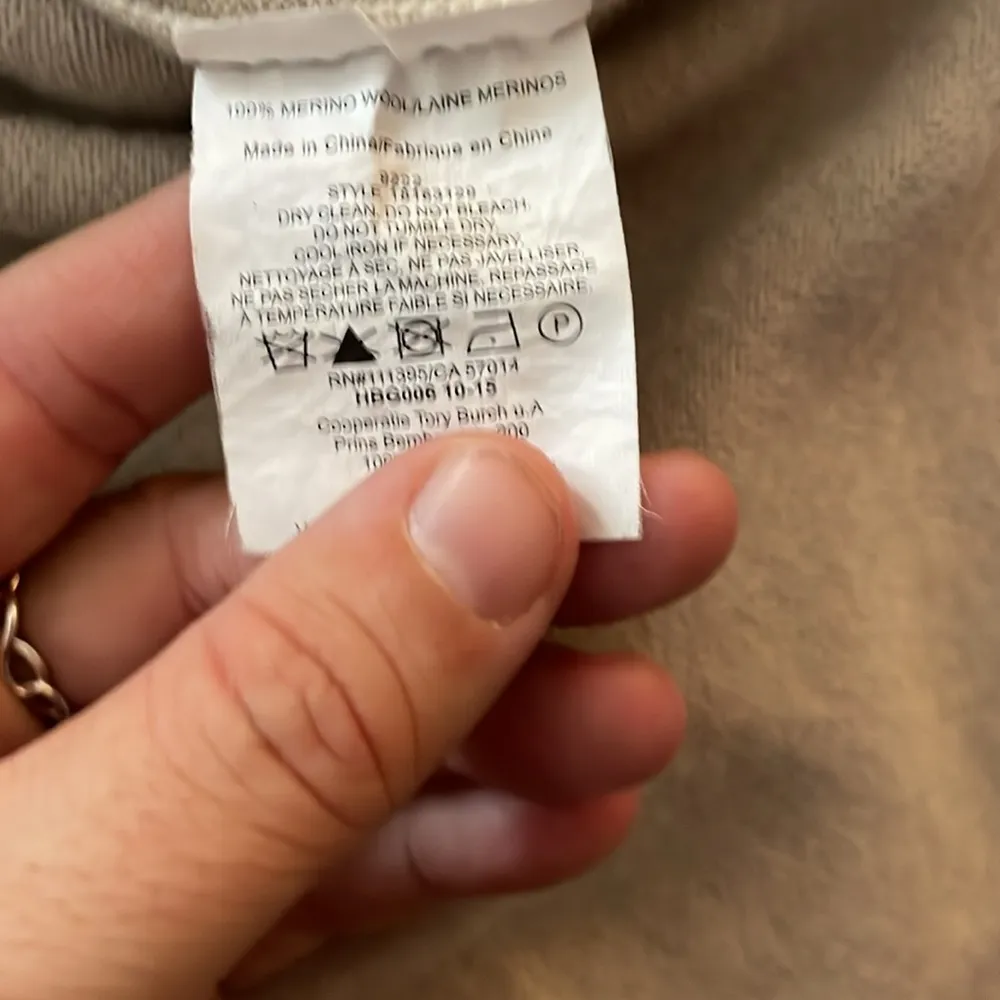 100% MERINO WOOL/LAINE MERINOS
Made in China/Fabrique en Chine
STYLE
DRY CLEAN, DO NOT BLEACH,
DO NOT TUMBLE DRY,
COOL IRON IF NECESSARY,
NETTOYAGE À SEC, NE PAS JAVELLISER,
NE PAS SÉCHER LA MACHINE, REPASSAGE
À TEMPÉRATURE FAIBLE SI NÉCESSAIRE,
P
RN#111395/CA 57014
HBG006 10-15
Tory Burch
Prins